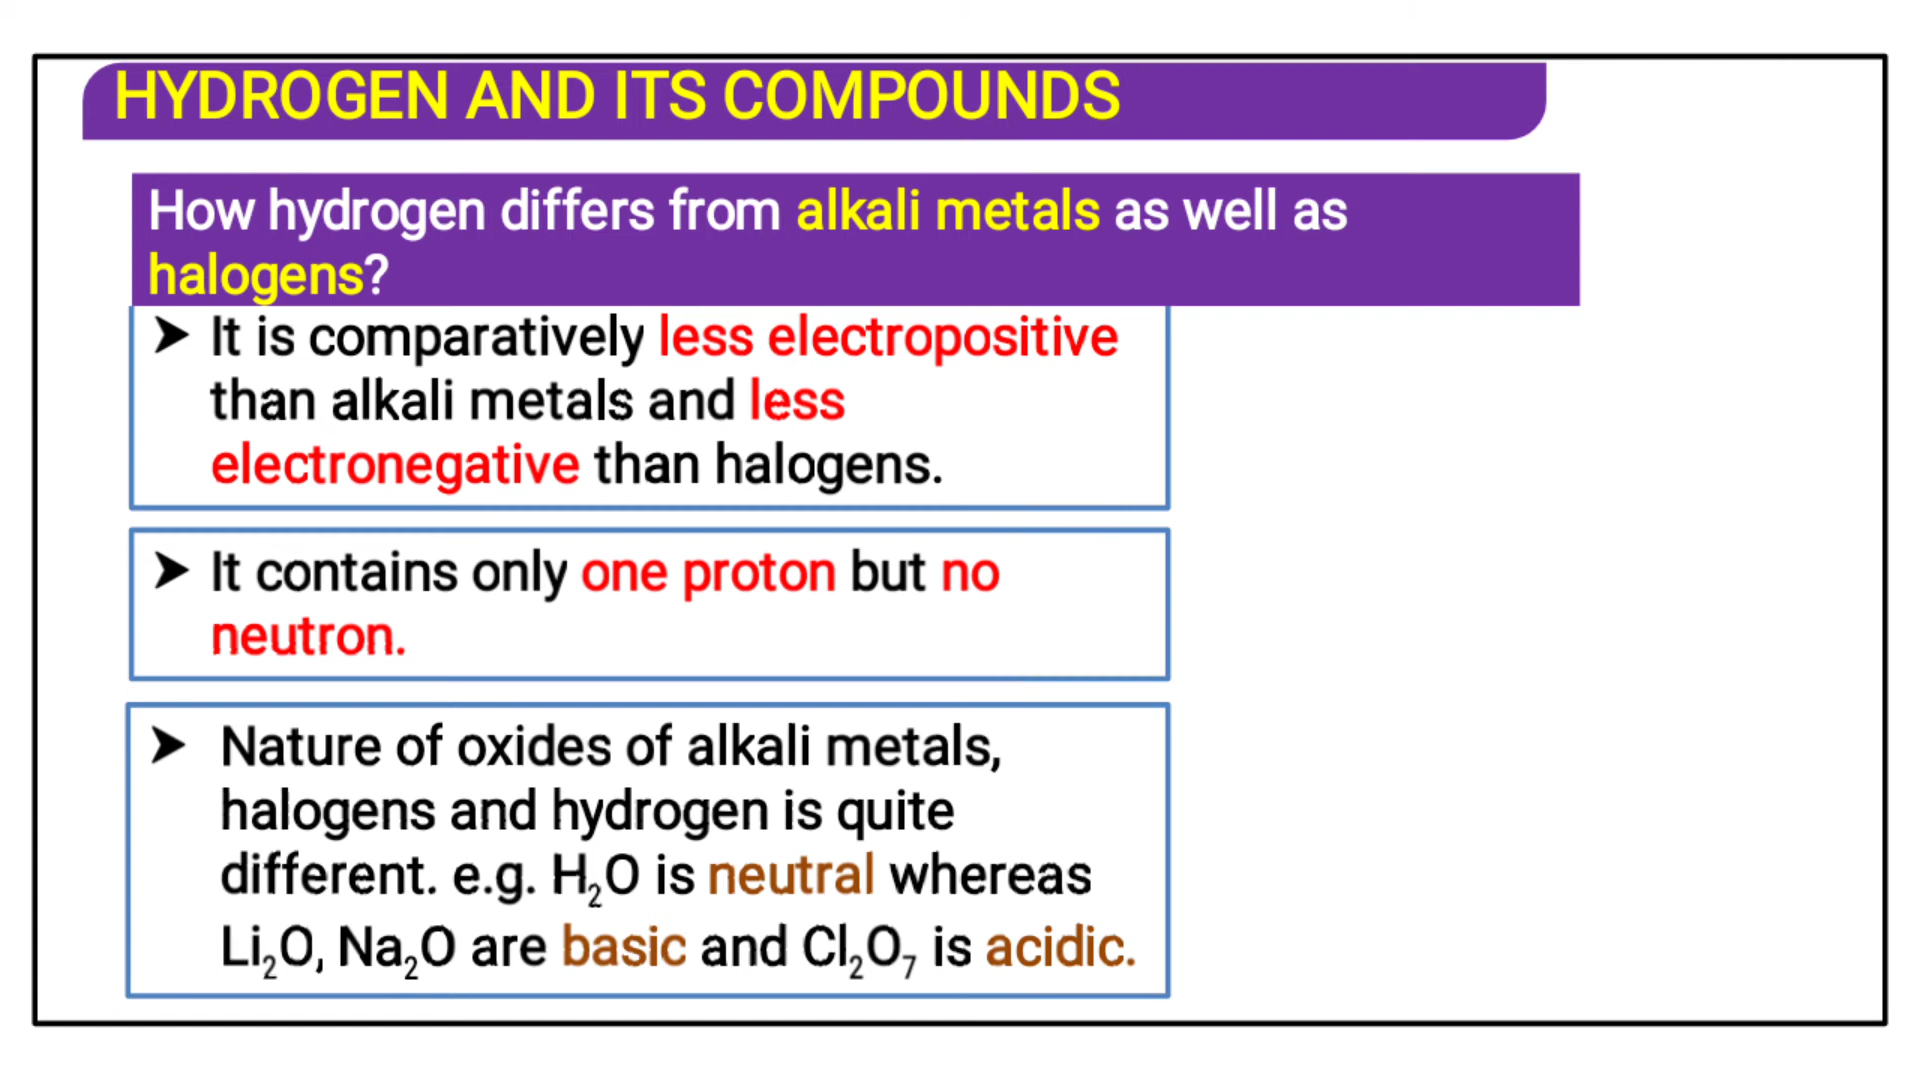 HYDROGEN AND ITS COMPOUNDS
How hydrogen differs from alkali metals as well as
halogens?
➤ It is comparatively less electropositive
than alkali metals and less
electronegative than halogens.
➤ It contains only one proton but no
neutron.
➤ Nature of oxides of alkali metals,
halogens and hydrogen is quite
different. e.g. H₂O is neutral whereas
Li₂O, Na₂O are basic and Cl₂O₇ is acidic.